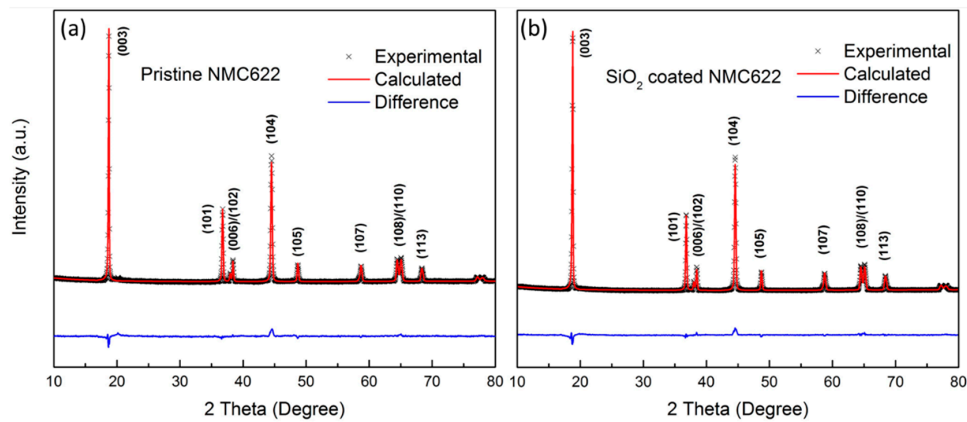 (a)
(003)
Experimental
Pristine NMC622
Calculated
Difference
(104)
(101)
(006)/(102)
(105)
(107)
(108)/(110)
(113)
Intensity (a.u.)
10 20 30 40 50 60 70 80
2 Theta (Degree)
(b)
(003)
Experimental
SiO₂ coated NMC622
Calculated
Difference
(104)
(101)
(006)/(102)
(105)
(107)
(108)/(110)
(113)
10 20 30 40 50 60 70 80
2 Theta (Degree)